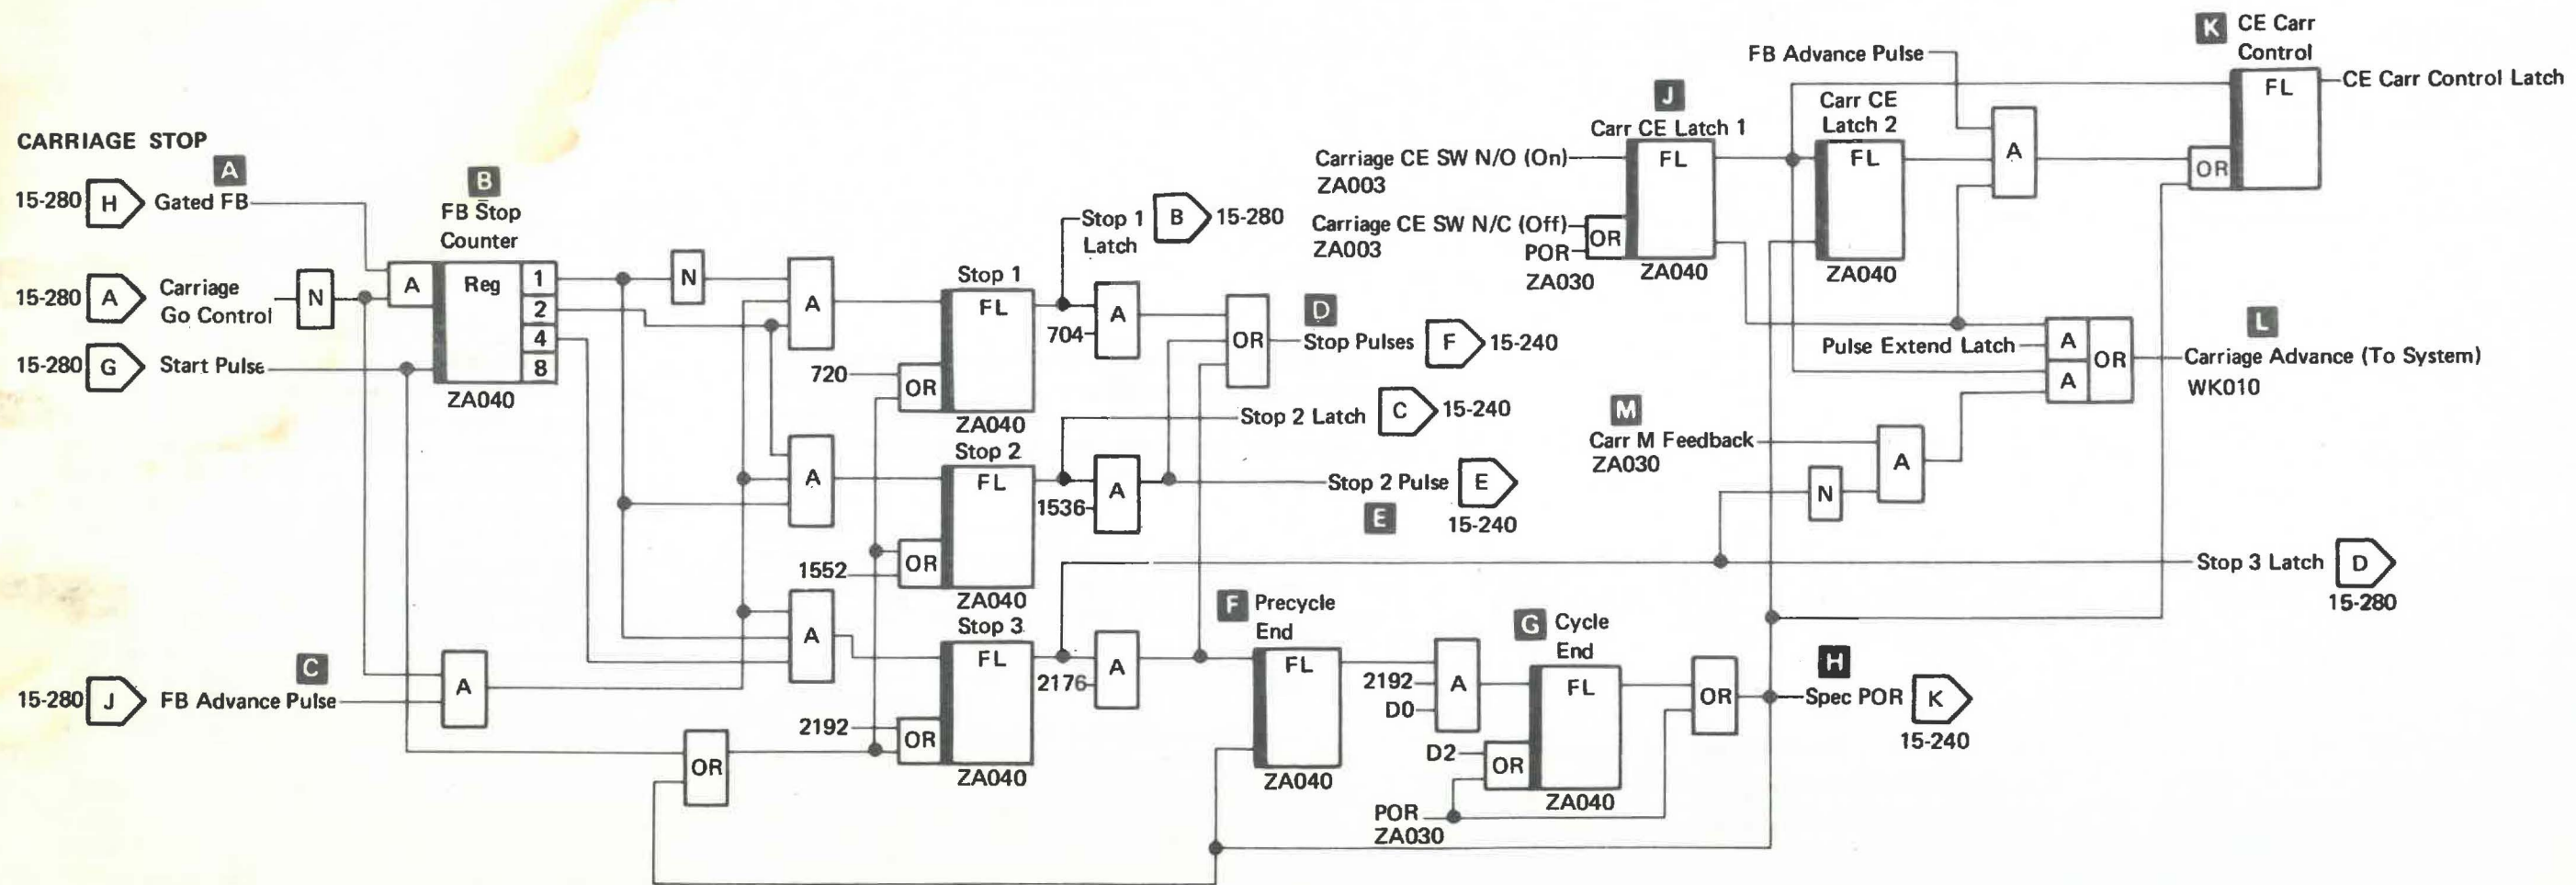 CARRIAGE STOP
A
15-280 H Gated FB
B
FB Stop
Counter
15-280 A Carriage
Go Control
N
A
Reg
1
2
4
8
ZA040
15-280 G Start Pulse
C
15-280 J FB Advance Pulse
A
OR
N
A
720
OR
Stop 1
FL
ZA040
Stop 1
Latch
B 15-280
704
A
OR
D
Stop Pulses F 15-240
A
1552
OR
Stop 2
FL
ZA040
Stop 2 Latch C 15-240
1536
A
Stop 2 Pulse E
15-240
E
A
2192
OR
Stop 3
FL
ZA040
2176
A
F Precycle
End
FL
ZA040
2192
D0
A
G Cycle
End
FL
D2
OR
ZA040
POR
ZA030
OR
H
Spec POR K
15-240
Stop 3 Latch D
15-280
J
Carr CE Latch 1
Carriage CE SW N/O (On)
ZA003
Carriage CE SW N/C (Off)
ZA003
POR
ZA030
OR
FL
ZA040
Carr CE
Latch 2
FL
ZA040
FB Advance Pulse
A
K CE Carr
Control
FL
OR
CE Carr Control Latch
Pulse Extend Latch
A
A
OR
L
Carriage Advance (To System)
WK010
M
Carr M Feedback
ZA030
N
A